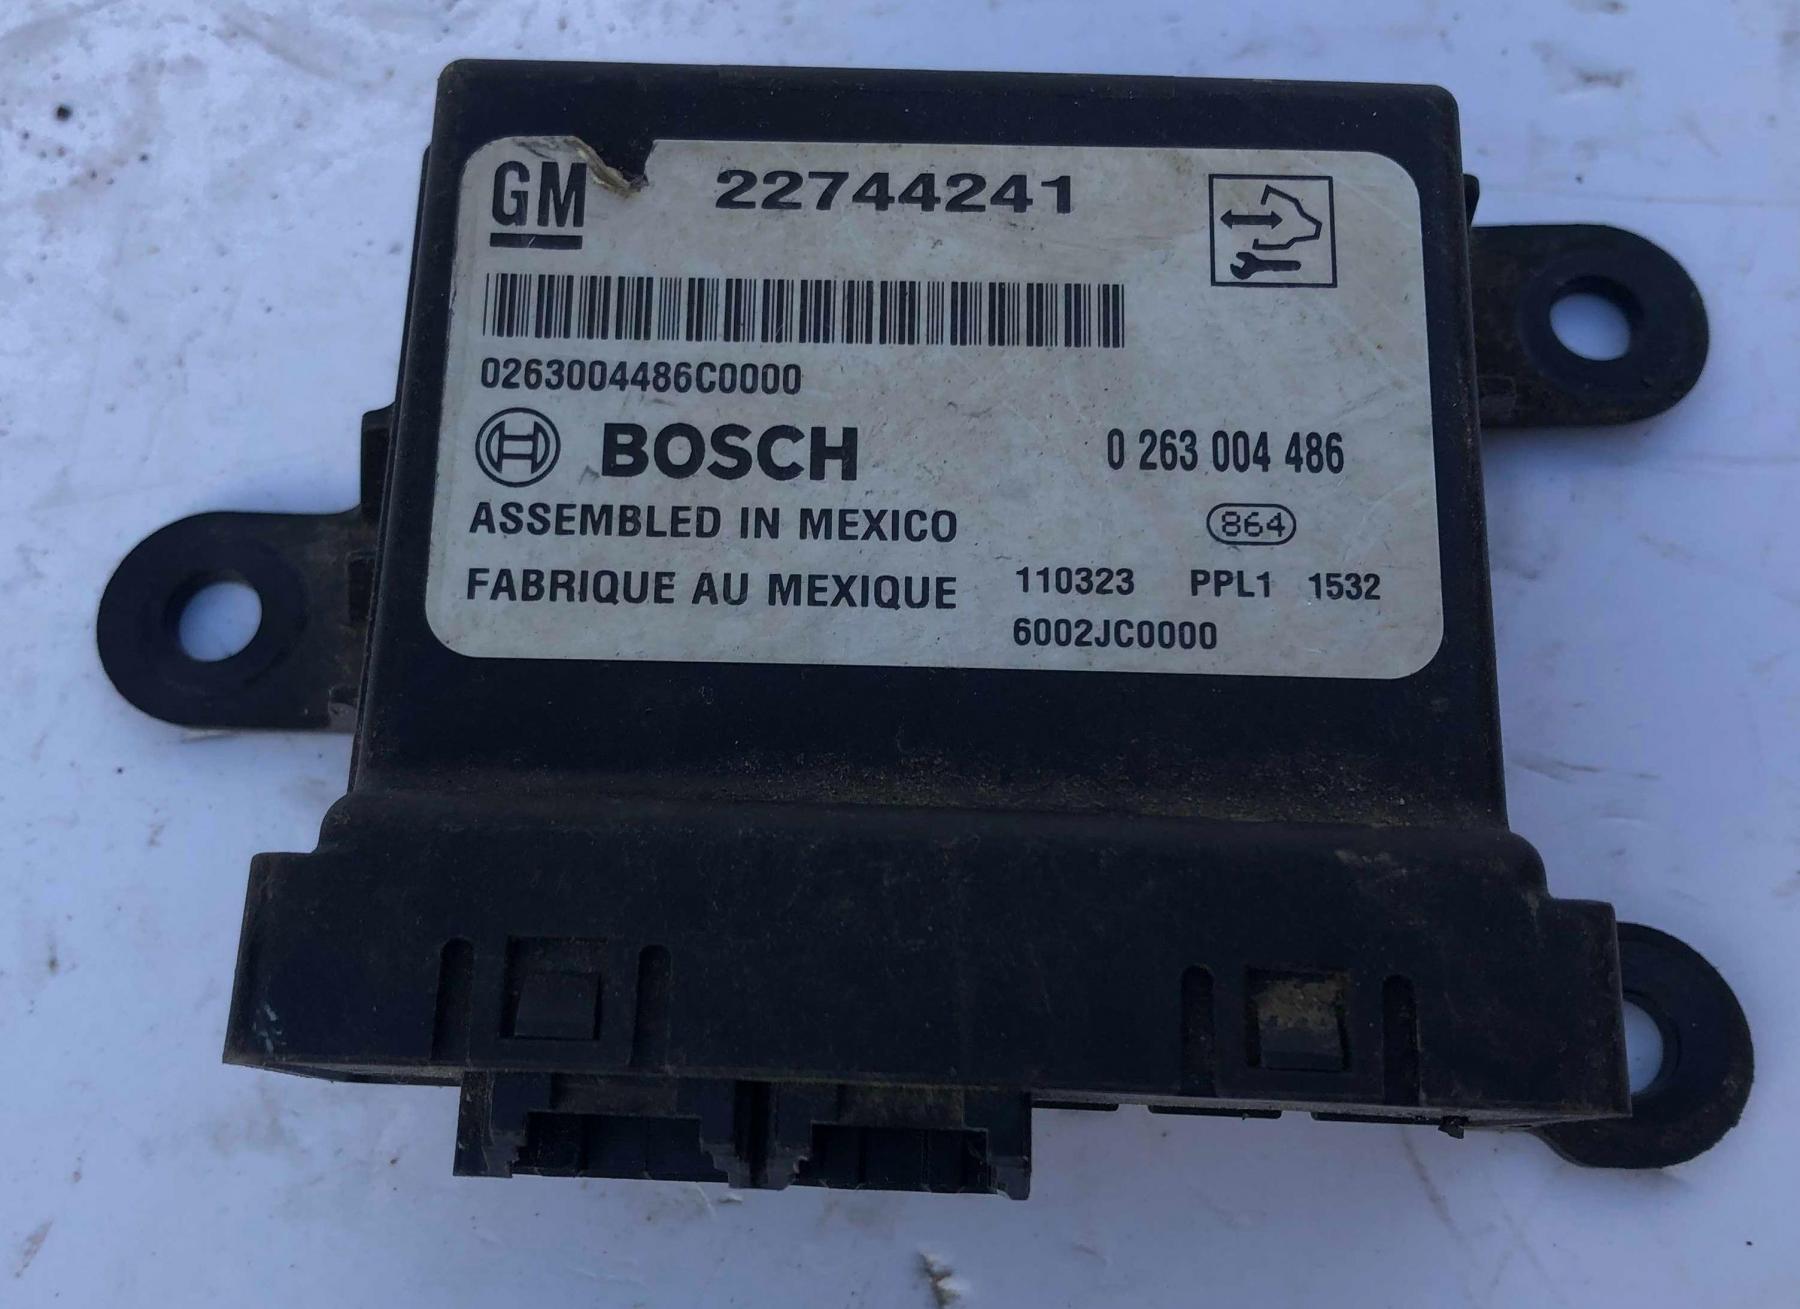 GM 22744241
0263004486C0000
BOSCH 0 263 004 486
ASSEMBLED IN MEXICO 864
FABRIQUE AU MEXIQUE 110323 PPL1 1532
6002JC0000